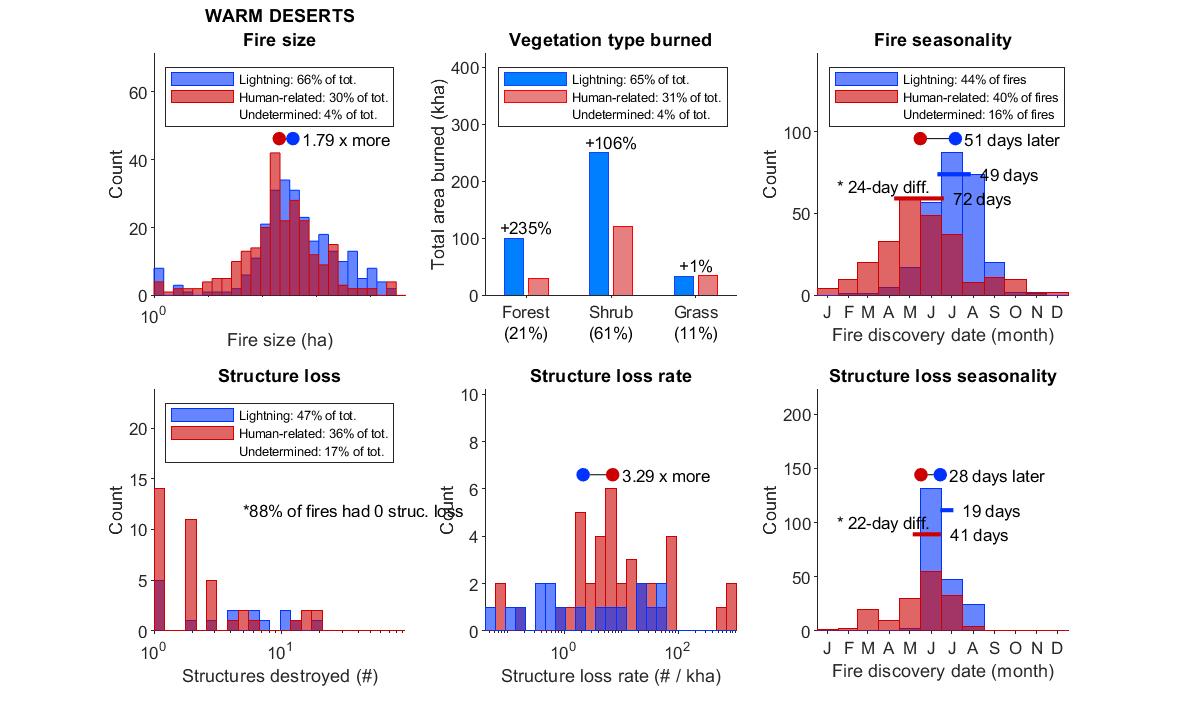 WARM DESERTS
Fire size
Lightning: 66% of tot.
Human-related: 30% of tot.
Undetermined: 4% of tot.
1.79 x more
60
40
20
0
Count
10^0
Fire size (ha)
Vegetation type burned
Lightning: 65% of tot.
Human-related: 31% of tot.
Undetermined: 4% of tot.
400
300
200
100
0
Total area burned (kha)
+235%
+106%
+1%
Forest
(21%)
Shrub
(61%)
Grass
(11%)
Fire seasonality
Lightning: 44% of fires
Human-related: 40% of fires
Undetermined: 16% of fires
51 days later
49 days
* 24-day diff.
72 days
100
50
0
Count
J F M A M J J A S O N D
Fire discovery date (month)
Structure loss
Lightning: 47% of tot.
Human-related: 36% of tot.
Undetermined: 17% of tot.
*88% of fires had 0 struc. loss
20
15
10
5
0
Count
10^0 10^1
Structures destroyed (#)
Structure loss rate
3.29 x more
10
8
6
4
2
0
Count
10^0 10^2
Structure loss rate (# / kha)
Structure loss seasonality
28 days later
19 days
* 22-day diff.
41 days
200
150
100
50
0
Count
J F M A M J J A S O N D
Fire discovery date (month)